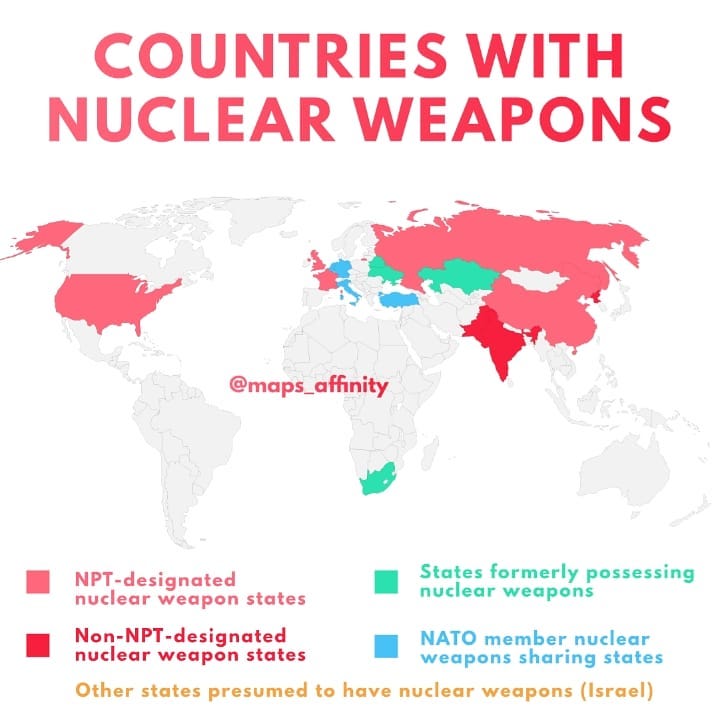 COUNTRIES WITH
NUCLEAR WEAPONS
@maps_affinity
NPT-designated
nuclear weapon states
Non-NPT-designated
nuclear weapon states
States formerly possessing
nuclear weapons
NATO member nuclear
weapons sharing states
Other states presumed to have nuclear weapons (Israel)